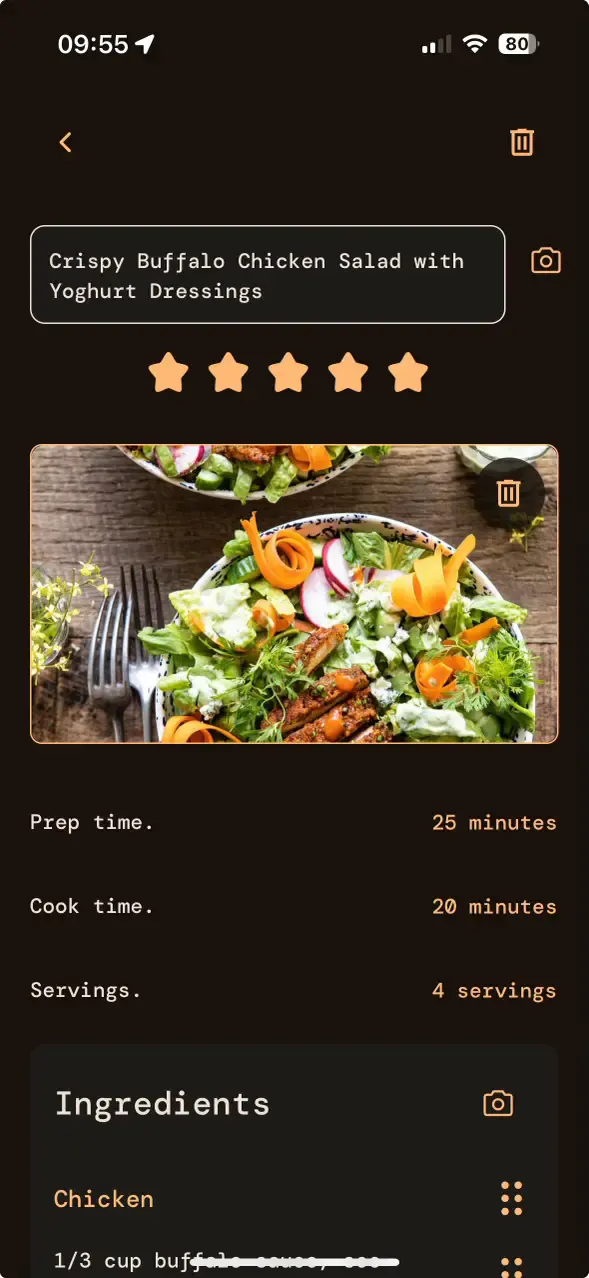 09:55
80
Crispy Buffalo Chicken Salad with
Yoghurt Dressings
Prep time.
25 minutes
Cook time.
20 minutes
Servings.
4 servings
Ingredients
Chicken
1/3 cup buffalo sauce,